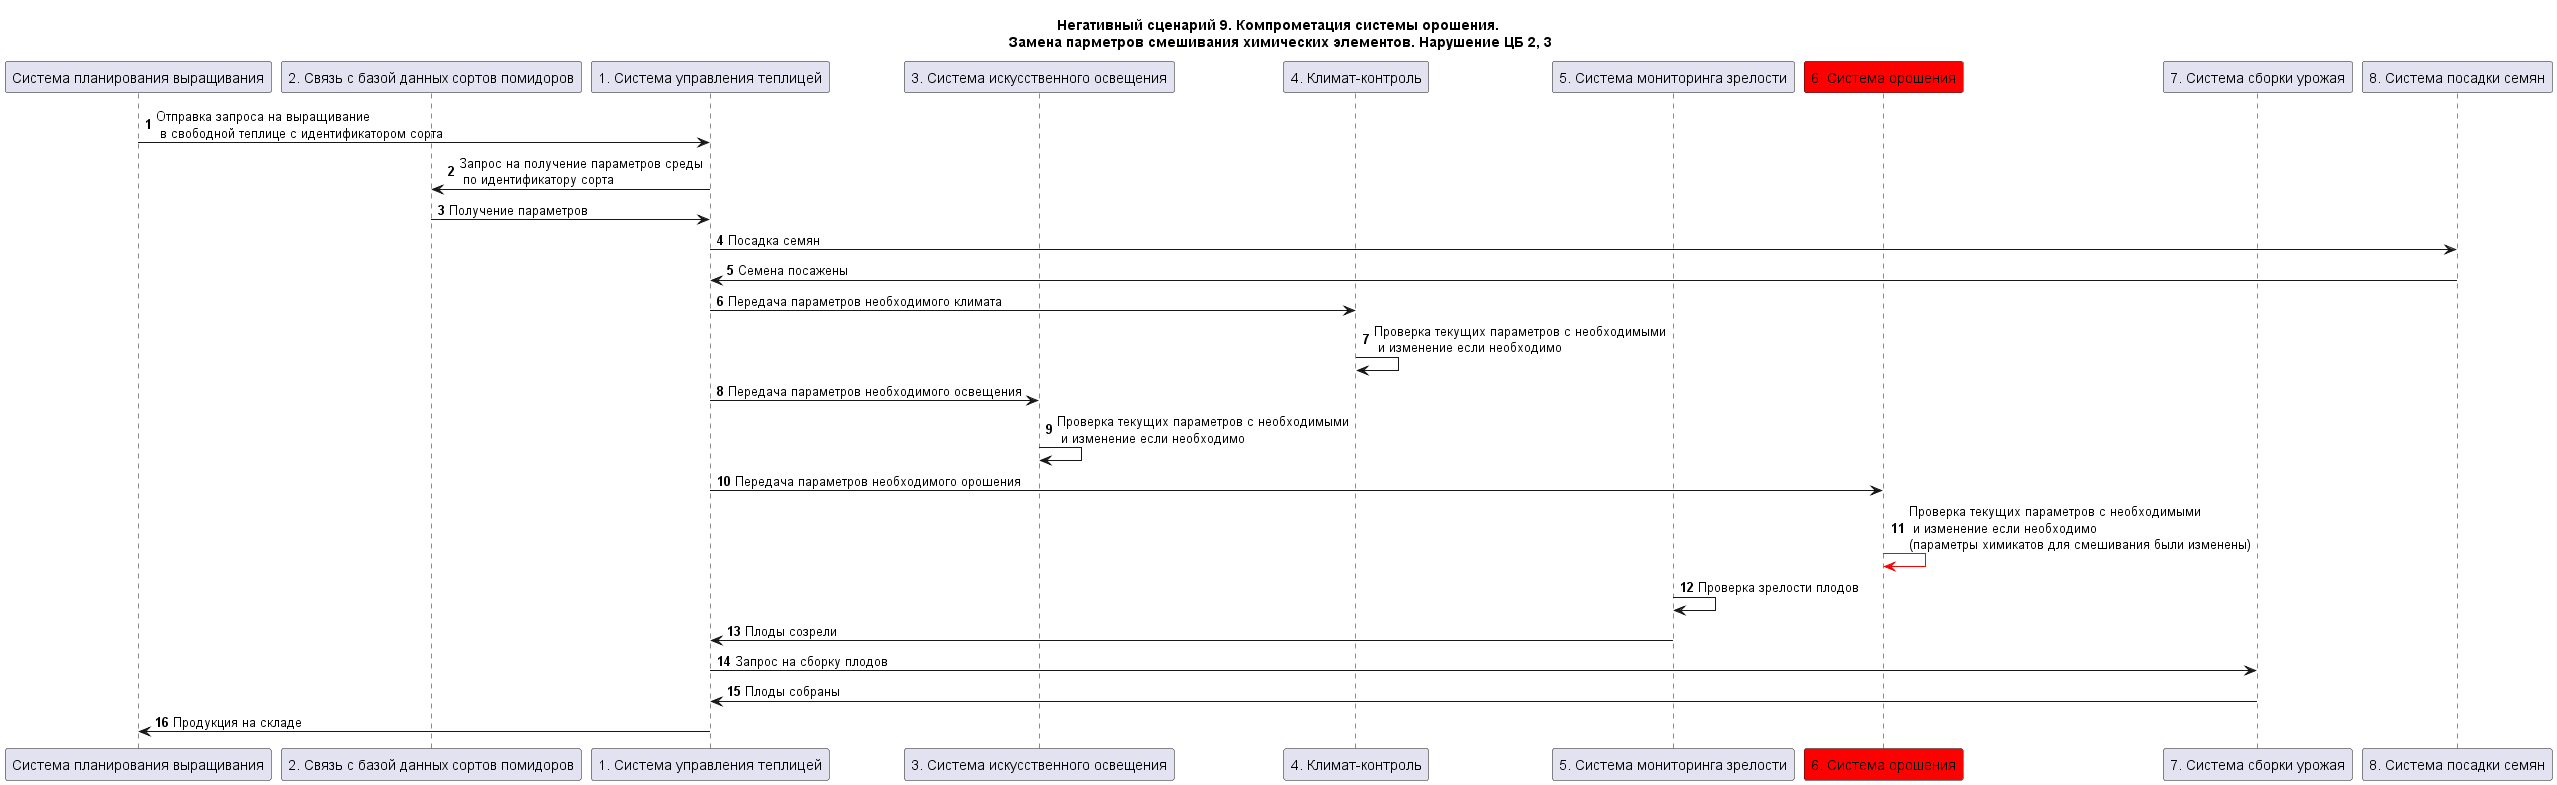 Негативный сценарий 9. Компрометация системы орошения.
Замена парметров смешивания химических элементов. Нарушение ЦБ 2, 3
Система планирования выращивания
2. Связь с базой данных сортов помидоров
1. Система управления теплицей
3. Система искусственного освещения
4. Климат-контроль
5. Система мониторинга зрелости
6. Система орошения
7. Система сборки урожая
8. Система посадки семян
1 Отправка запроса на выращивание
в свободной теплице с идентификатором сорта
2 Запрос на получение параметров среды
по идентификатору сорта
3 Получение параметров
4 Посадка семян
5 Семена посажены
6 Передача параметров необходимого климата
7 Проверка текущих параметров с необходимыми
и изменение если необходимо
8 Передача параметров необходимого освещения
9 Проверка текущих параметров с необходимыми
и изменение если необходимо
10 Передача параметров необходимого орошения
11 Проверка текущих параметров с необходимыми
и изменение если необходимо
(параметры химикатов для смешивания были изменены)
12 Проверка зрелости плодов
13 Плоды созрели
14 Запрос на сборку плодов
15 Плоды собраны
16 Продукция на складе
Система планирования выращивания
2. Связь с базой данных сортов помидоров
1. Система управления теплицей
3. Система искусственного освещения
4. Климат-контроль
5. Система мониторинга зрелости
6. Система орошения
7. Система сборки урожая
8. Система посадки семян